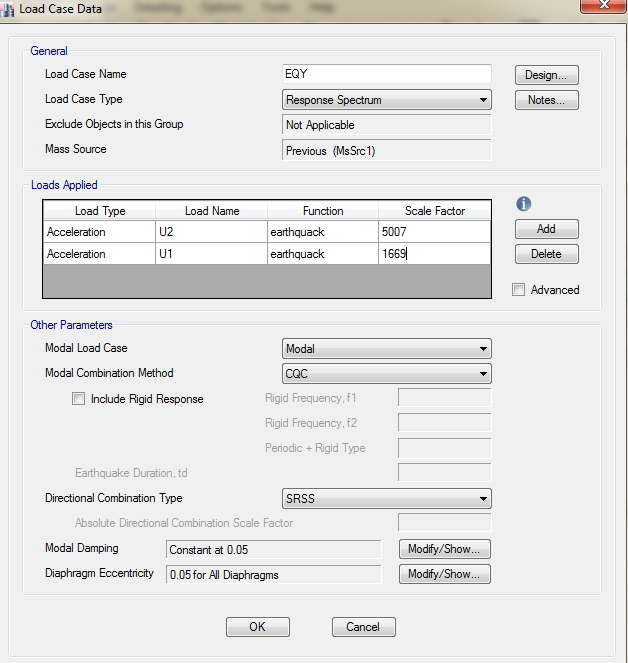 Load Case Data
General
Load Case Name EQY Design...
Load Case Type Response Spectrum Notes...
Exclude Objects in this Group Not Applicable
Mass Source Previous (MsSrc1)
Loads Applied
Load Type Load Name Function Scale Factor
Acceleration U2 earthquack 5007
Acceleration U1 earthquack 1669
Add
Delete
Advanced
Other Parameters
Modal Load Case Modal
Modal Combination Method CQC
Include Rigid Response Rigid Frequency, f1
Rigid Frequency, f2
Periodic + Rigid Type
Earthquake Duration, td
Directional Combination Type SRSS
Absolute Directional Combination Scale Factor
Modal Damping Constant at 0.05 Modify/Show...
Diaphragm Eccentricity 0.05 for All Diaphragms Modify/Show...
OK Cancel